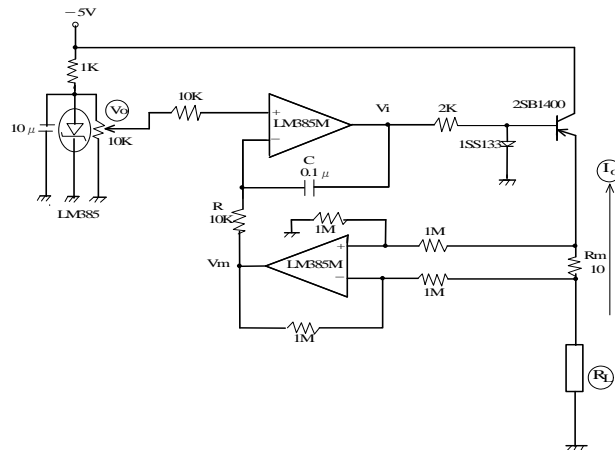 −5V
1K
Vo
10K
10μ
10K
LM385
+
LM385M
−
Vi
2K
2SB1400
1SS133
C
0.1μ
R
10K
1M
1M
Vm
LM385M
+
−
1M
1M
Rm
10
RL